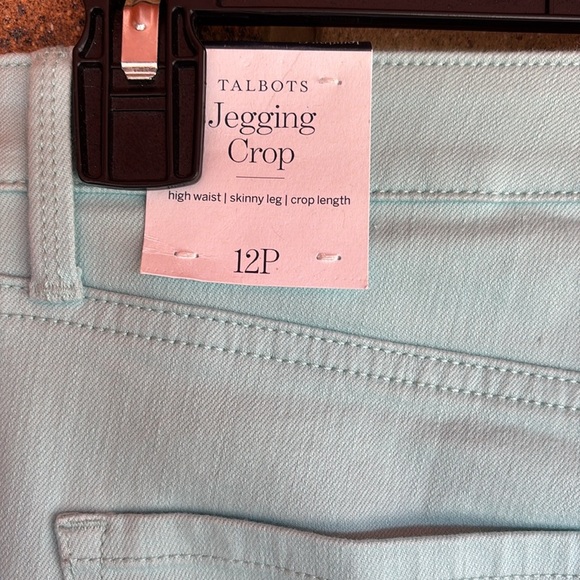 TALBOTS
Jegging
Crop
high waist | skinny leg | crop length
12P